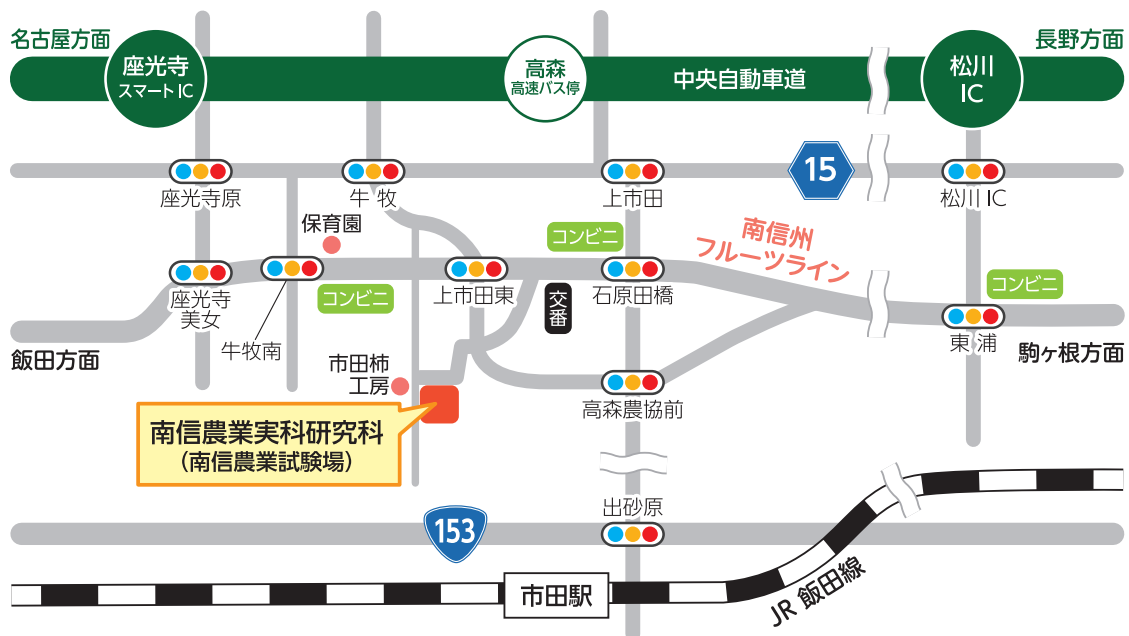 名古屋方面
長野方面
座光寺
スマートIC
高森
高速バス停
中央自動車道
松川
IC
15
座光寺原
牛牧
上市田
松川IC
保育園
コンビニ
南信州
フルーツライン
座光寺
美女
コンビニ
上市田東
交番
石原田橋
コンビニ
牛牧南
東浦
飯田方面
駒ヶ根方面
市田柿
工房
高森農協前
南信農業実科研究科
(南信農業試験場)
出砂原
153
市田駅
JR 飯田線